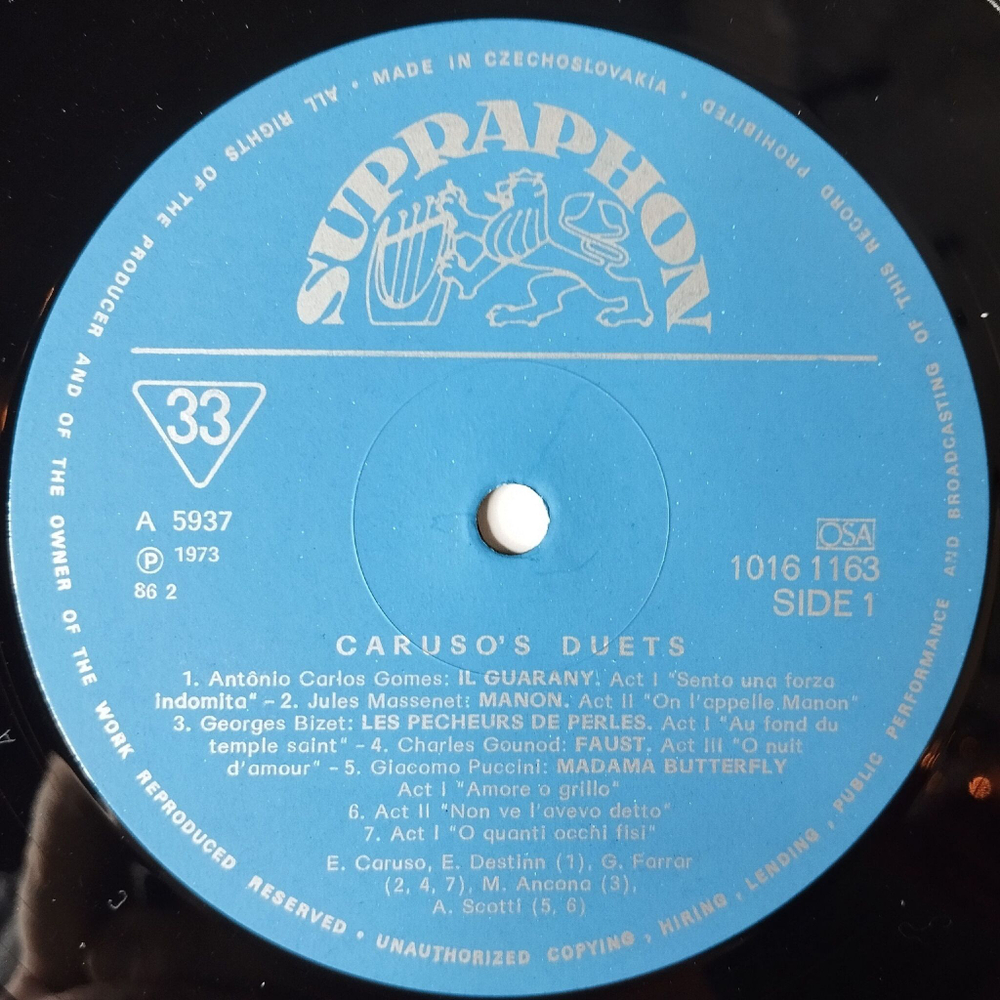 MADE IN CZECHOSLOVAKIA • ALL RIGHTS OF THE PRODUCER AND OF THE OWNER OF THE WORK REPRODUCED RESERVED • UNAUTHORIZED COPYING, HIRING, LENDING, PUBLIC PERFORMANCE AND BROADCASTING OF THIS RECORD PROHIBITED •
SUPRAPHON
33
A 5937
Ⓟ 1973
86 2
OSA
1016 1163
SIDE 1
CARUSO'S DUETS
1. Antônio Carlos Gomes: IL GUARANY. Act I "Sento una forza
indomita" – 2. Jules Massenet: MANON. Act II "On l'appelle Manon"
3. Georges Bizet: LES PECHEURS DE PERLES. Act I "Au fond du
temple saint" – 4. Charles Gounod: FAUST. Act III "O nuit
d'amour" – 5. Giacomo Puccini: MADAMA BUTTERFLY
Act I "Amore o grillo"
6. Act II "Non ve l'avevo detto"
7. Act I "O quanti occhi fisi"
E. Caruso, E. Destinn (1), G. Farrar
(2, 4, 7), M. Ancona (3),
A. Scotti (5, 6)